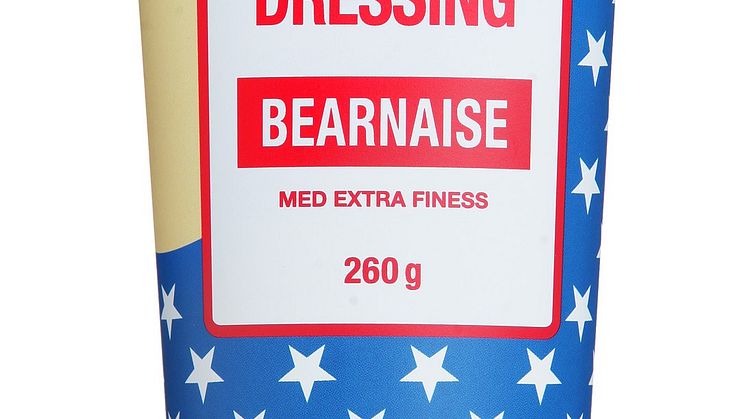 DRESSING
BEARNAISE
MED EXTRA FINESS
260 g